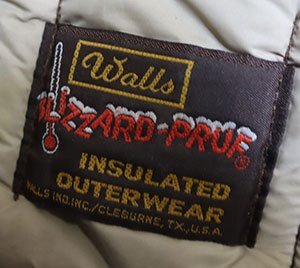 Walls
BLIZZARD-PRUF®
INSULATED
OUTERWEAR
WALLS IND.INC./CLEBURNE, TX., U.S.A.